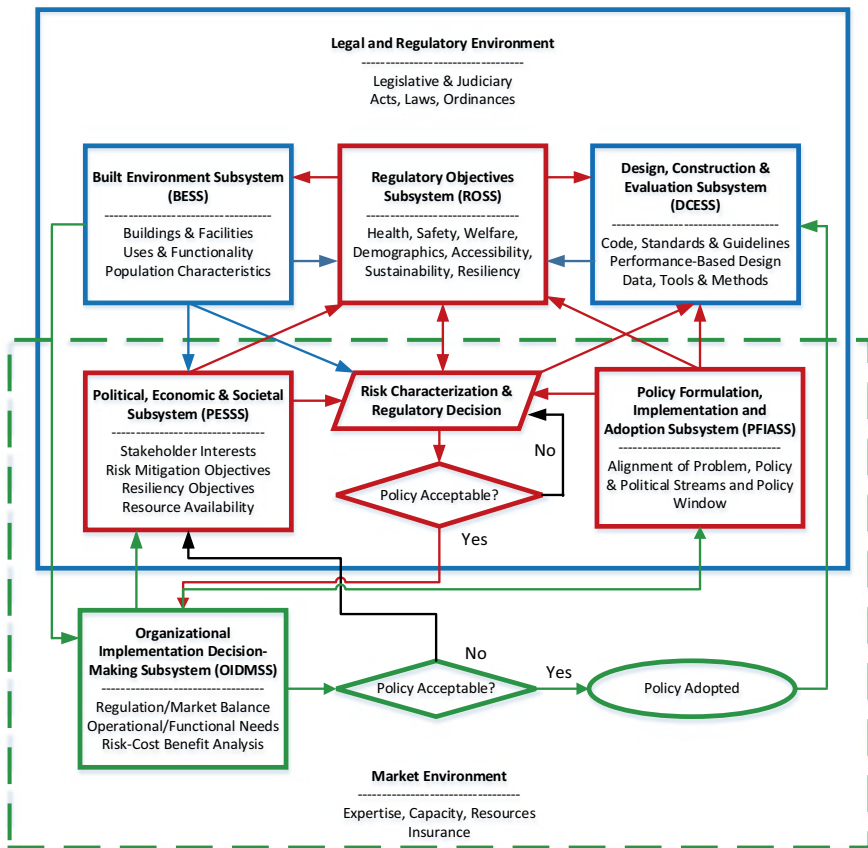 Legal and Regulatory Environment
----------------------------------
Legislative & Judiciary
Acts, Laws, Ordinances
Built Environment Subsystem
(BESS)
-----------------------------------
Buildings & Facilities
Uses & Functionality
Population Characteristics
Regulatory Objectives
Subsystem (ROSS)
--------------------------------
Health, Safety, Welfare,
Demographics, Accessibility,
Sustainability, Resiliency
Design, Construction &
Evaluation Subsystem
(DCESS)
-----------------------------------
Code, Standards & Guidelines
Performance-Based Design
Data, Tools & Methods
Political, Economic & Societal
Subsystem (PESSS)
--------------------------------
Stakeholder Interests
Risk Mitigation Objectives
Resiliency Objectives
Resource Availability
Risk Characterization &
Regulatory Decision
Policy Formulation,
Implementation and
Adoption Subsystem (PFIASS)
-----------------------------------
Alignment of Problem, Policy
& Political Streams and Policy
Window
No
Policy Acceptable?
Yes
Organizational
Implementation Decision-
Making Subsystem (OIDMSS)
----------------------------------
Regulation/Market Balance
Operational/Functional Needs
Risk-Cost Benefit Analysis
No
Policy Acceptable?
Yes
Policy Adopted
Market Environment
----------------------------------
Expertise, Capacity, Resources
Insurance